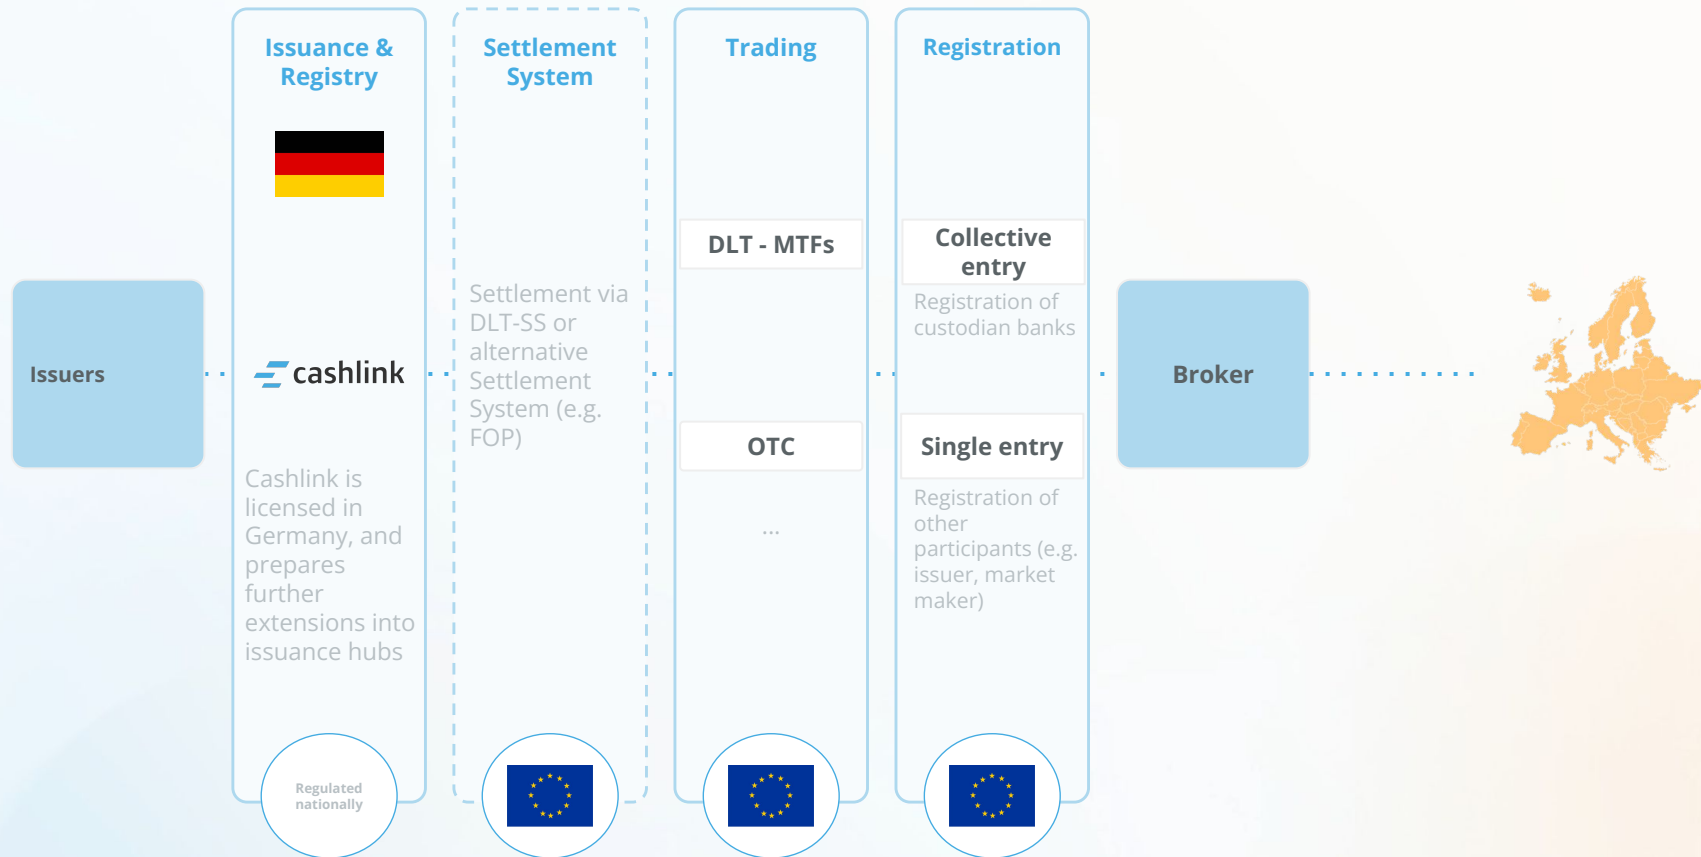 Issuance &
Registry
Settlement
System
Trading
Registration
Issuers
cashlink
Cashlink is
licensed in
Germany, and
prepares
further
extensions into
issuance hubs
Regulated
nationally
Settlement via
DLT-SS or
alternative
Settlement
System (e.g.
FOP)
DLT - MTFs
OTC
...
Collective
entry
Registration of
custodian banks
Single entry
Registration of
other
participants (e.g.
issuer, market
maker)
Broker